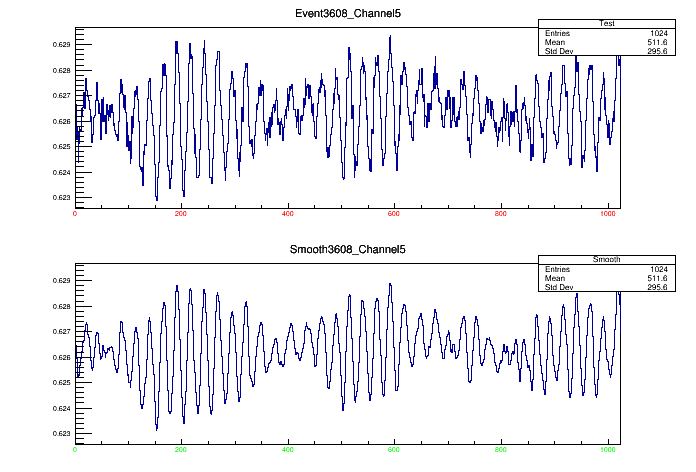 Event3608_Channel5
Test
Entries 1024
Mean 511.6
Std Dev 295.6
0.629
0.628
0.627
0.626
0.625
0.624
0.623
0 200 400 600 800 1000
Smooth3608_Channel5
Smooth
Entries 1024
Mean 511.6
Std Dev 295.6
0.629
0.628
0.627
0.626
0.625
0.624
0.623
0 200 400 600 800 1000